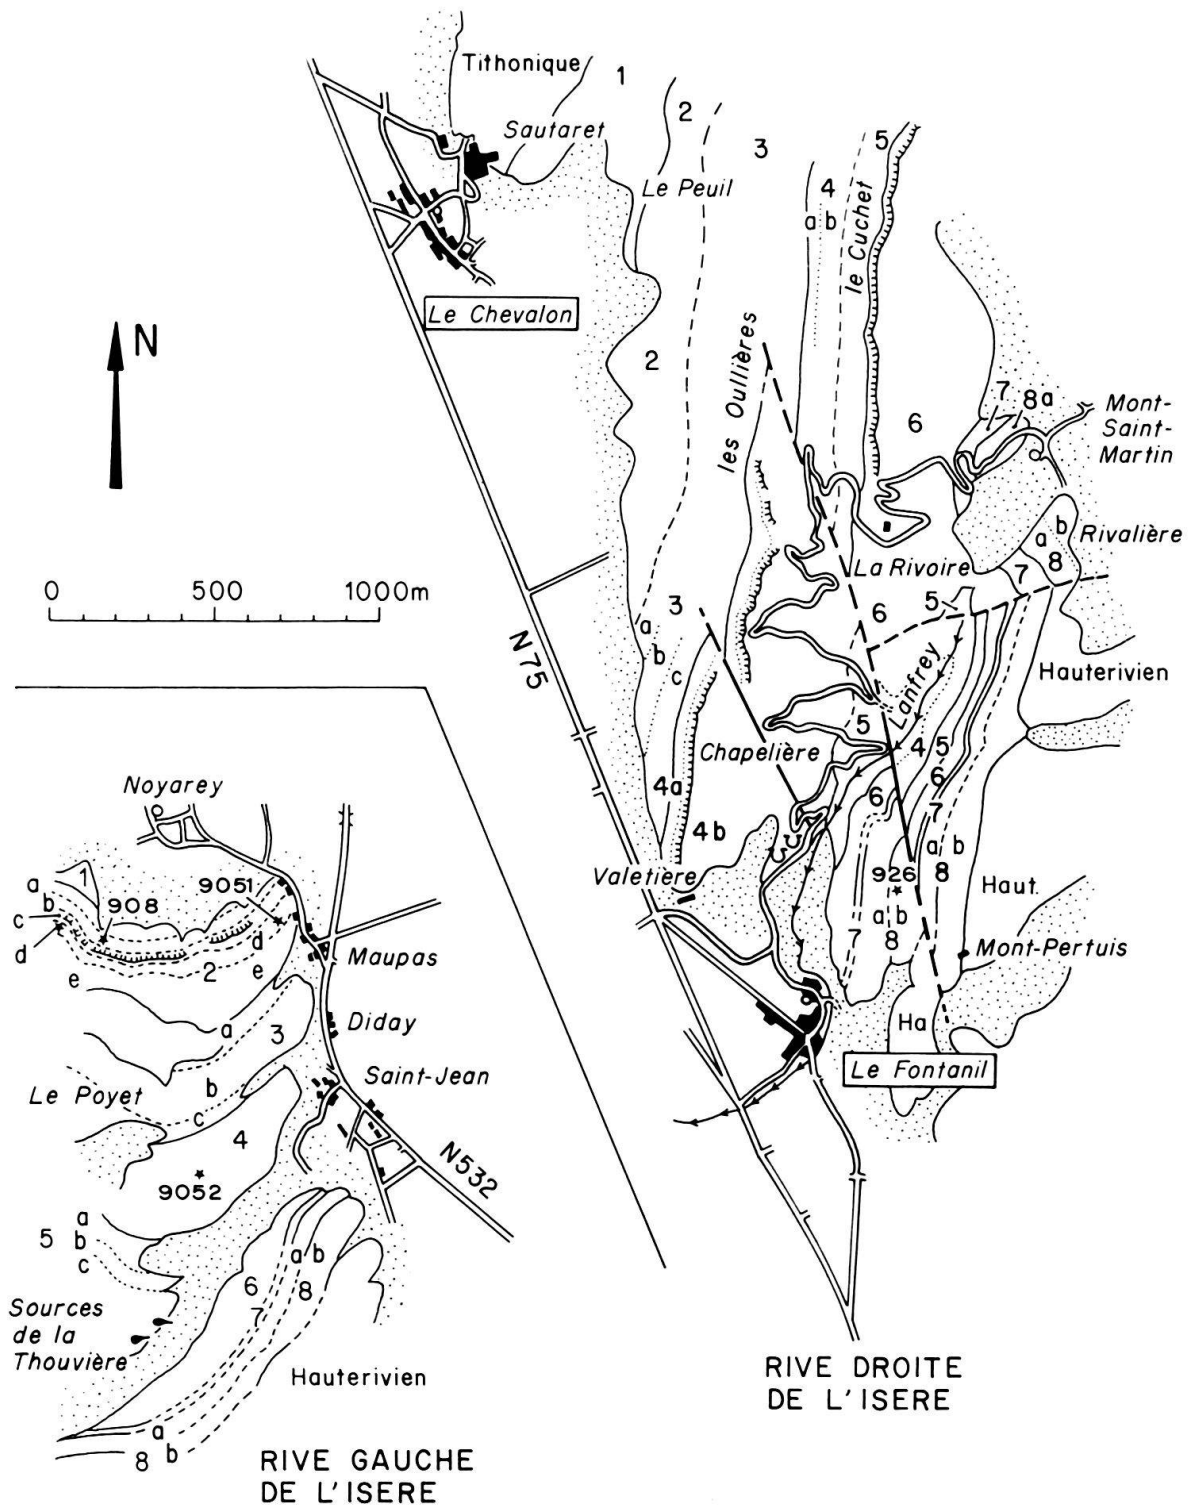 Tithonique
1
2
3
5
Sautaret
4
a b
Le Peuil
le Cuchet
Le Chevalon
N
2
les Oullières
7
8a
6
Mont-
Saint-
Martin
a b
8
Rivalière
7
La Rivoire
5
6
0 500 1000m
3
a
b
c
N75
Lanfrey
Hauterivien
5
Chapelière
4 5
6
6
7
4a
4b
a b
8
Valetière
926
a b
8
7
Haut.
Mont-Pertuis
Ha
Le Fontanil
RIVE DROITE
DE L'ISERE
Noyarey
1
a
b
c
d
e
908
9051
2
d
e
Maupas
a
3
Diday
b
Le Poyet
c
Saint-Jean
4
9052
N532
a
5 b
c
a b
6
8
7
Sources
de la
Thouvière
Hauterivien
a
8 b
RIVE GAUCHE
DE L'ISERE